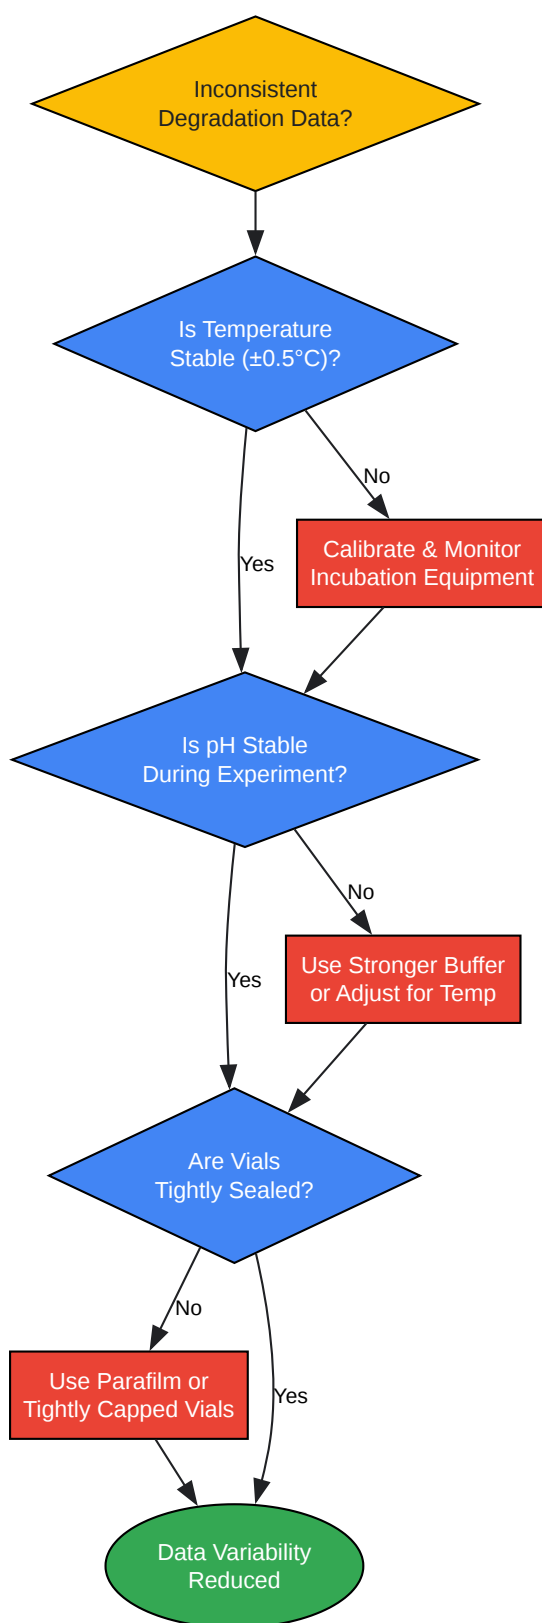 Inconsistent
Degradation Data?
Is Temperature
Stable (±0.5°C)?
No
Calibrate & Monitor
Incubation Equipment
Yes
Is pH Stable
During Experiment?
No
Use Stronger Buffer
or Adjust for Temp
Yes
Are Vials
Tightly Sealed?
No
Use Parafilm or
Tightly Capped Vials
Yes
Data Variability
Reduced